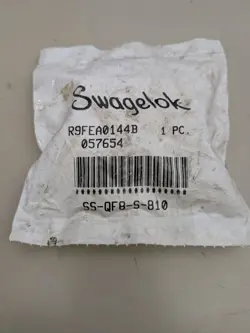 Swagelok
R9FEA0144B 1 PC.
057654
SS-QF8-S-810